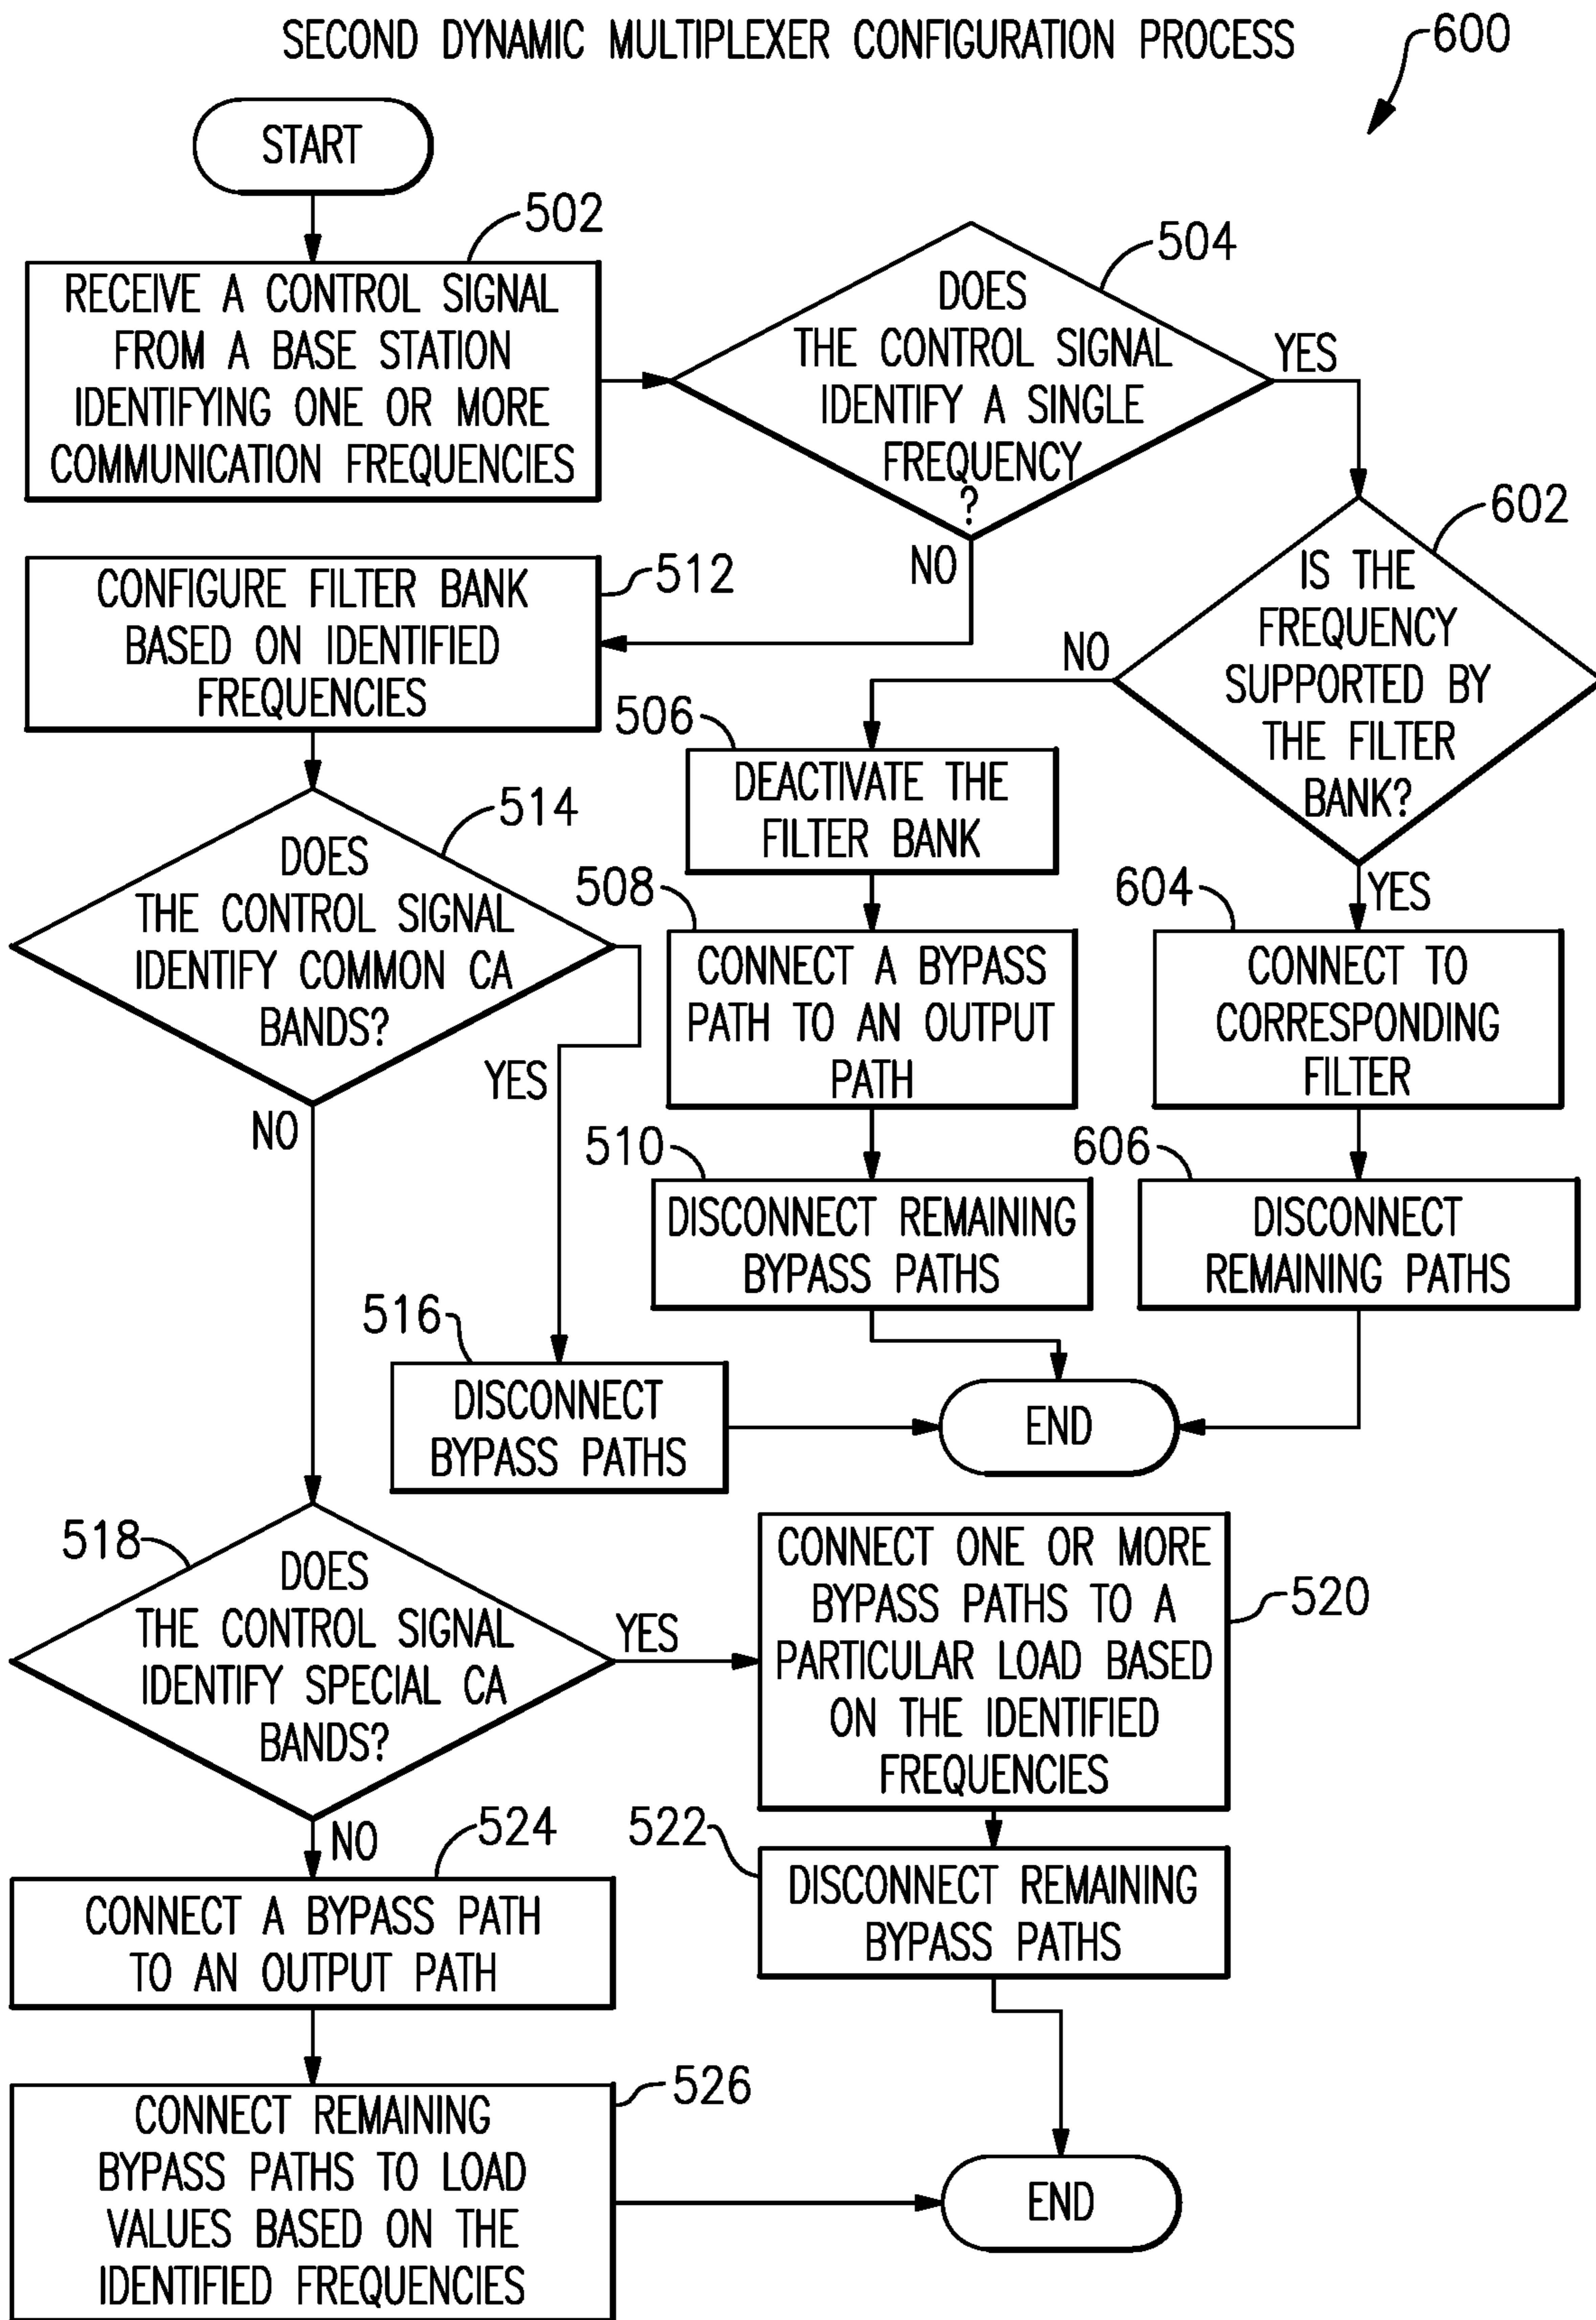 SECOND DYNAMIC MULTIPLEXER CONFIGURATION PROCESS
600
START
502
RECEIVE A CONTROL SIGNAL
FROM A BASE STATION
IDENTIFYING ONE OR MORE
COMMUNICATION FREQUENCIES
504
DOES
THE CONTROL SIGNAL
IDENTIFY A SINGLE
FREQUENCY
?
YES
NO
602
IS THE
FREQUENCY
SUPPORTED BY
THE FILTER
BANK?
NO
YES
512
CONFIGURE FILTER BANK
BASED ON IDENTIFIED
FREQUENCIES
506
DEACTIVATE THE
FILTER BANK
514
DOES
THE CONTROL SIGNAL
IDENTIFY COMMON CA
BANDS?
YES
NO
508
CONNECT A BYPASS
PATH TO AN OUTPUT
PATH
604
CONNECT TO
CORRESPONDING
FILTER
510
DISCONNECT REMAINING
BYPASS PATHS
606
DISCONNECT
REMAINING PATHS
516
DISCONNECT
BYPASS PATHS
END
518
DOES
THE CONTROL SIGNAL
IDENTIFY SPECIAL CA
BANDS?
YES
NO
520
CONNECT ONE OR MORE
BYPASS PATHS TO A
PARTICULAR LOAD BASED
ON THE IDENTIFIED
FREQUENCIES
522
DISCONNECT REMAINING
BYPASS PATHS
524
CONNECT A BYPASS PATH
TO AN OUTPUT PATH
526
CONNECT REMAINING
BYPASS PATHS TO LOAD
VALUES BASED ON THE
IDENTIFIED FREQUENCIES
END